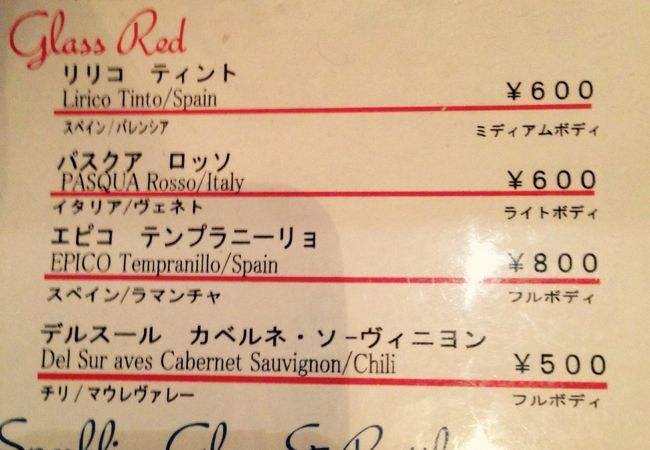 Glass Red
リリコ ティント
Lirico Tinto/Spain ￥600
スペイン/バレンシア ミディアムボディ
パスクア ロッソ
PASQUA Rosso/Italy ￥600
イタリア/ヴェネト ライトボディ
エピコ テンプラニーリョ
EPICO Tempranillo/Spain ￥800
スペイン/ラマンチャ フルボディ
デルスール カベルネ・ソ-ヴィニヨン
Del Sur aves Cabernet Sauvignon/Chili ￥500
チリ/マウレヴァレー フルボディ